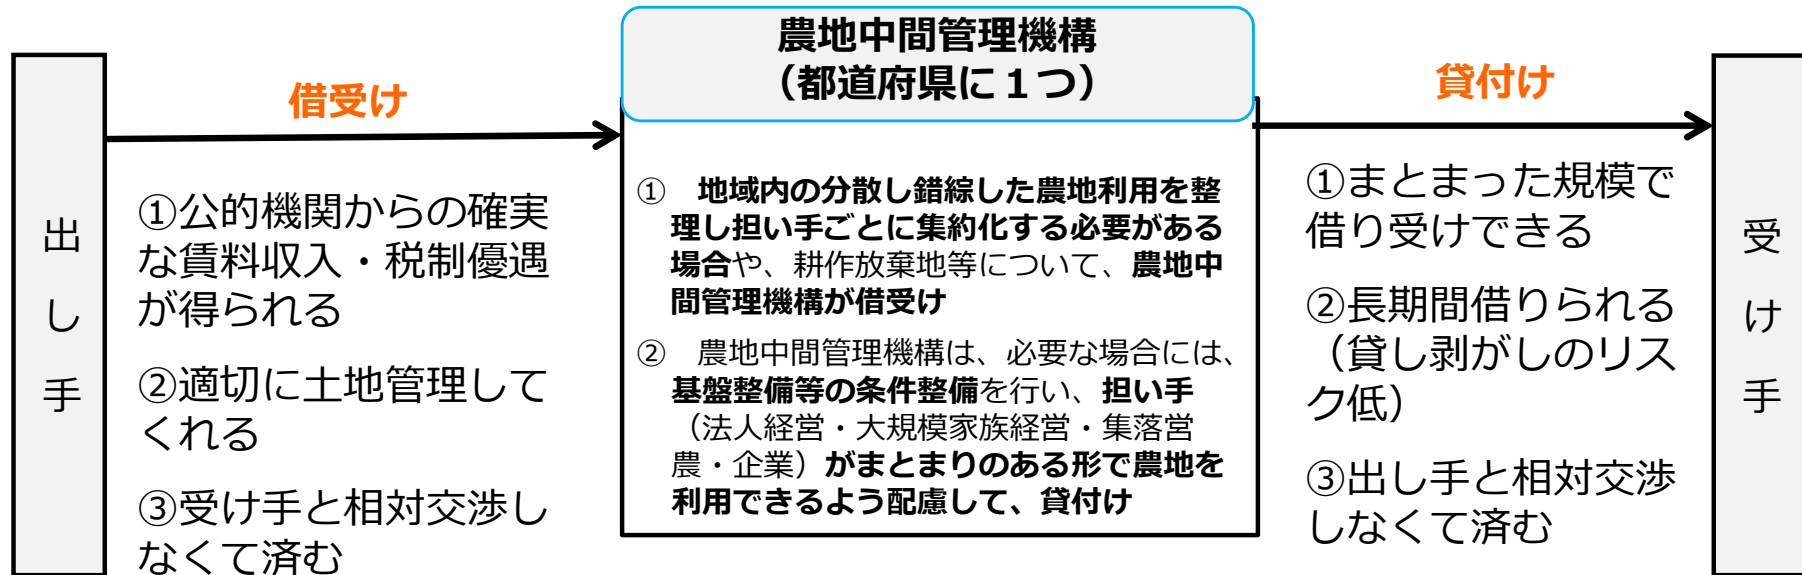 出し手
借受け
①公的機関からの確実
な賃料収入・税制優遇
が得られる
②適切に土地管理して
くれる
③受け手と相対交渉し
なくて済む
農地中間管理機構
（都道府県に１つ）
①　地域内の分散し錯綜した農地利用を整
理し担い手ごとに集約化する必要がある
場合や、耕作放棄地等について、農地中
間管理機構が借受け
②　農地中間管理機構は、必要な場合には、
基盤整備等の条件整備を行い、担い手
（法人経営・大規模家族経営・集落営
農・企業）がまとまりのある形で農地を
利用できるよう配慮して、貸付け
貸付け
①まとまった規模で
借り受けできる
②長期間借りられる
（貸し剥がしのリス
ク低）
③出し手と相対交渉
しなくて済む
受け手